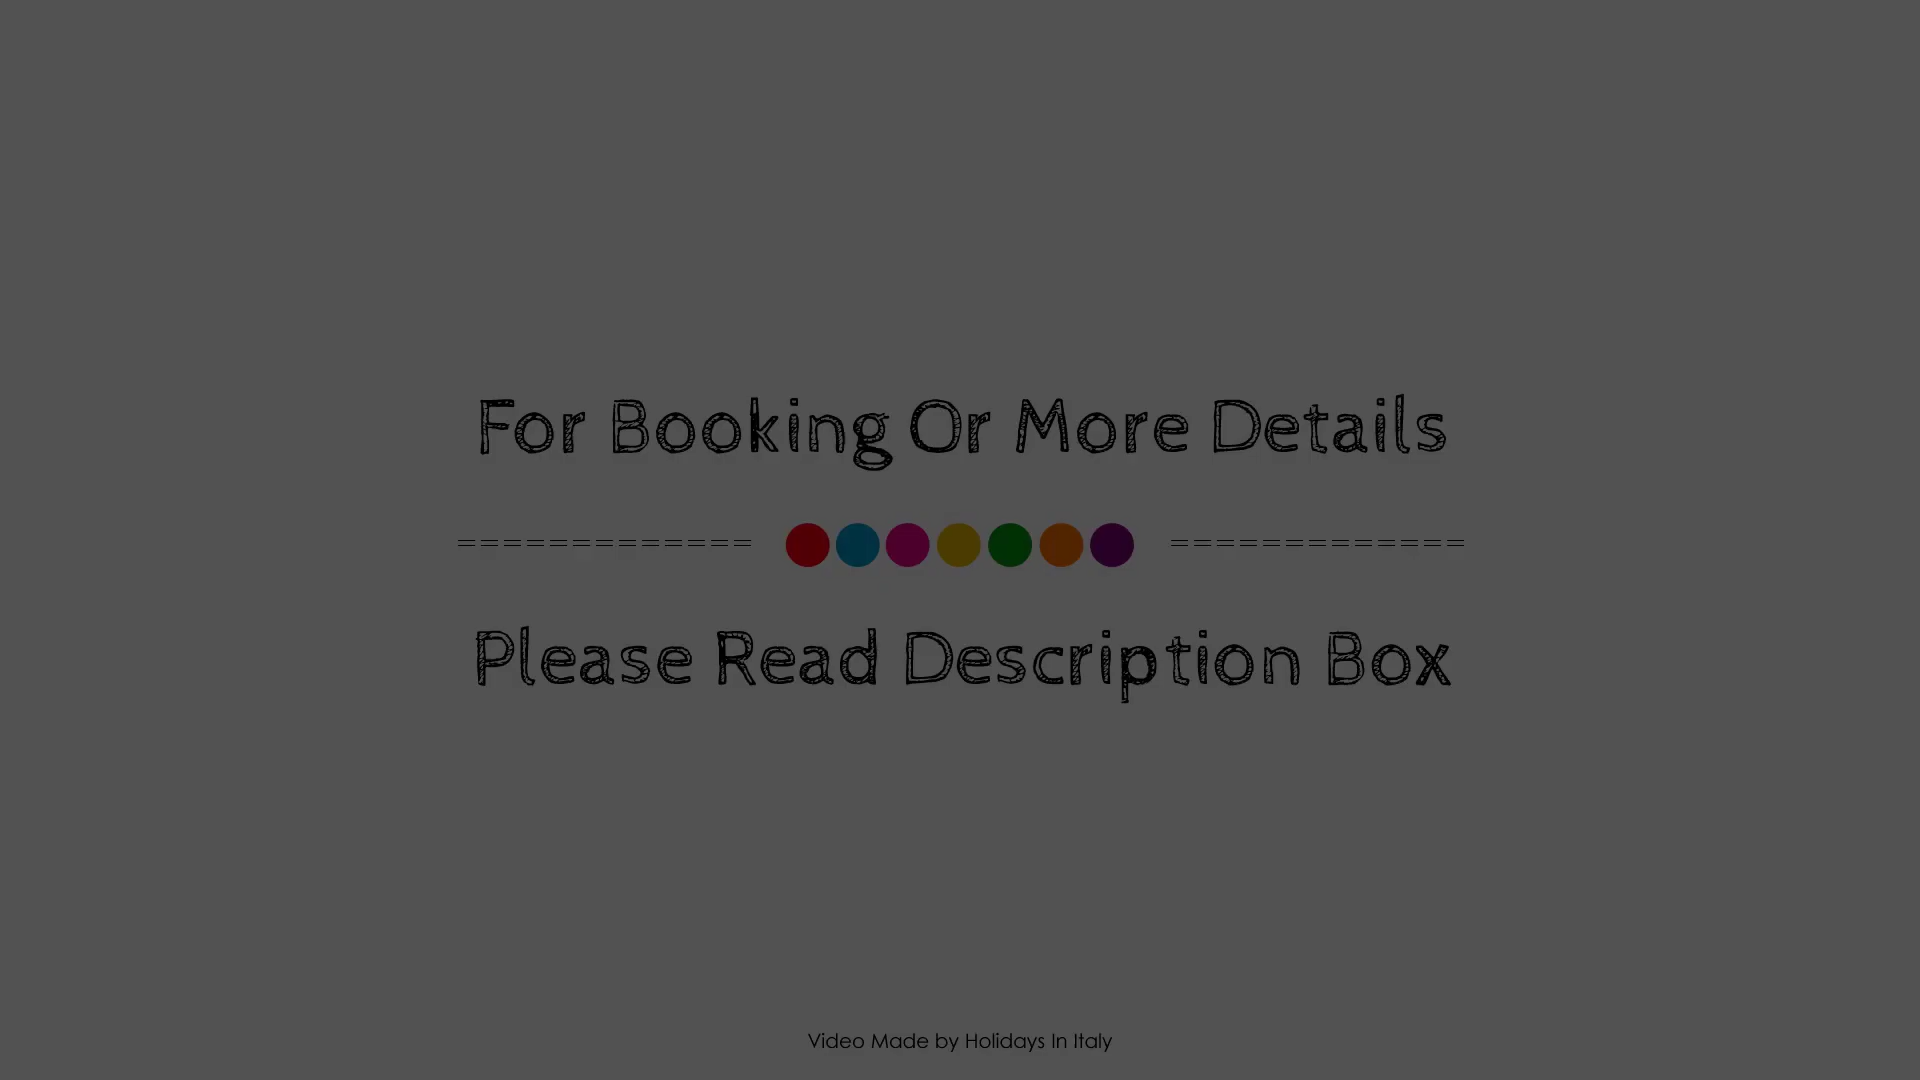 For Booking Or More Details
============= =============
Please Read Description Box
Video Made by Holidays In Italy